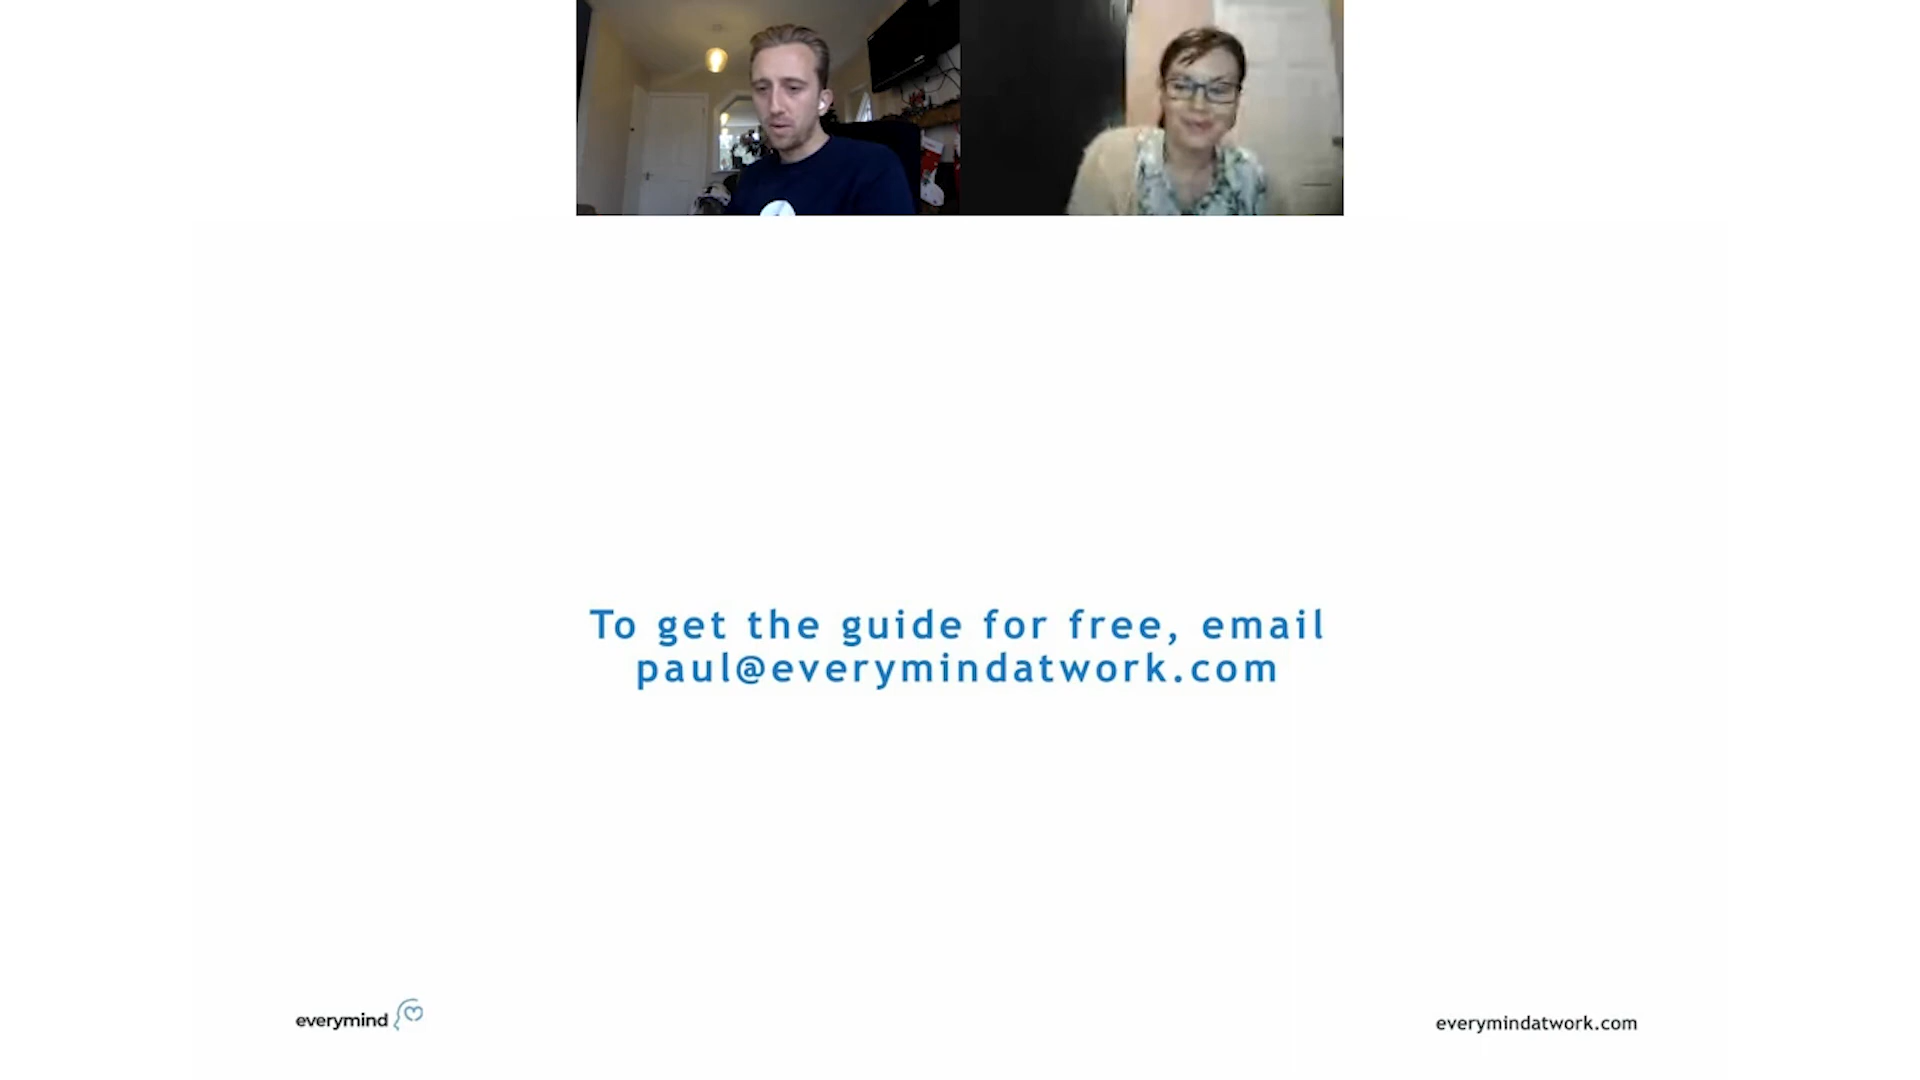 To get the guide for free, email
paul@everymindatwork.com
everymind
everymindatwork.com